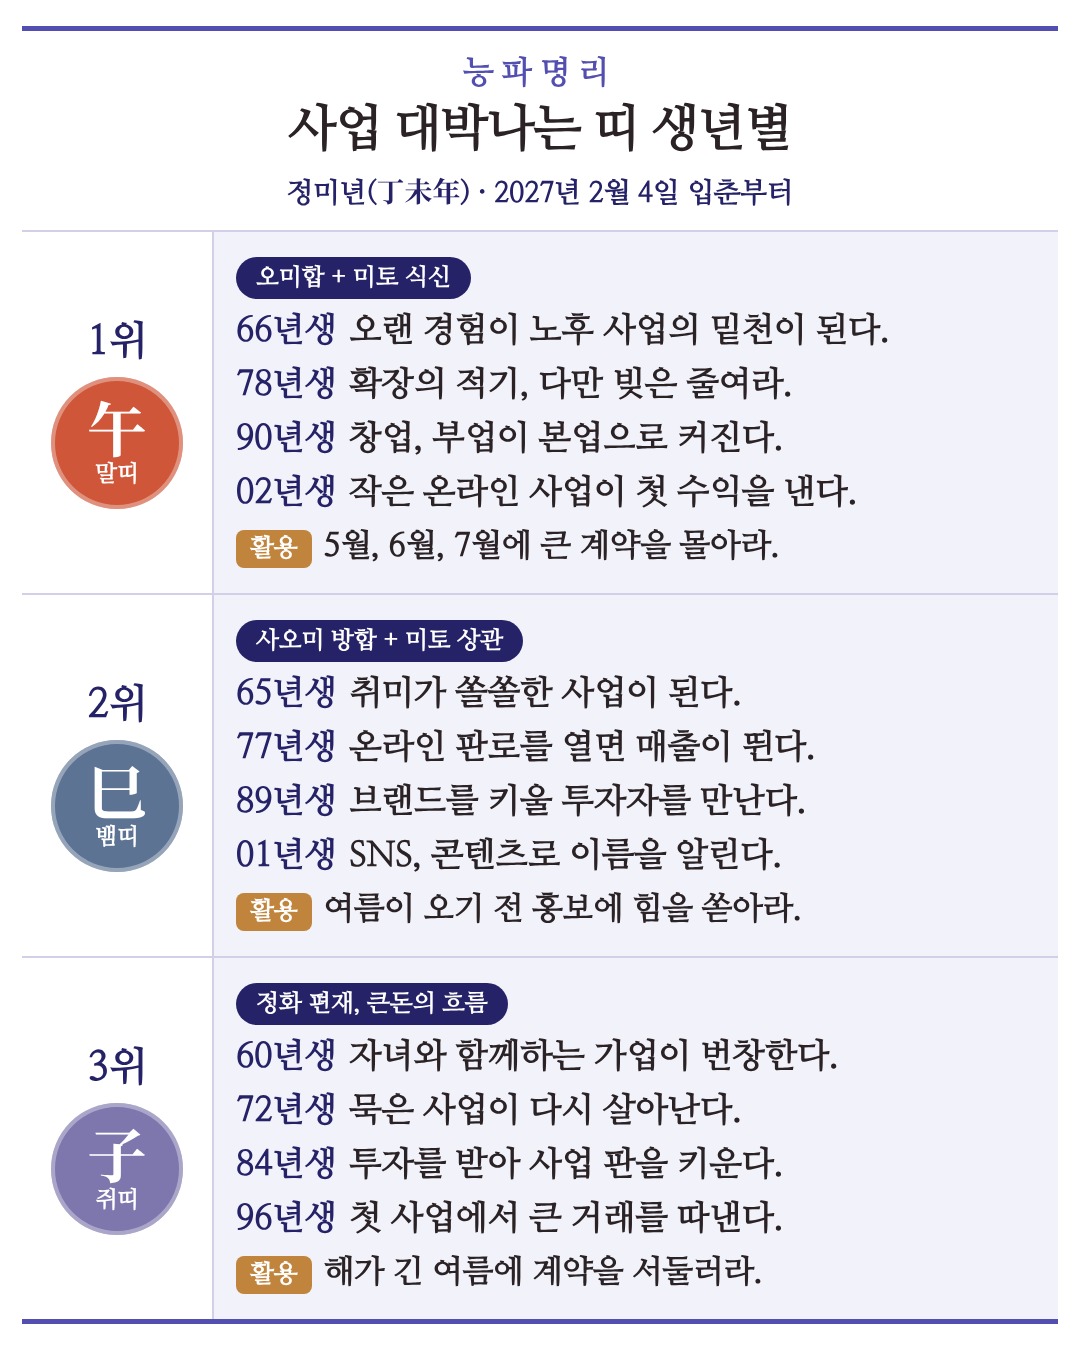 능파명리
사업 대박나는 띠 생년별
정미년(丁未年) · 2027년 2월 4일 입춘부터
1위
午
말띠
오미합 + 미토 식신
66년생 오랜 경험이 노후 사업의 밑천이 된다.
78년생 확장의 적기, 다만 빚은 줄여라.
90년생 창업, 부업이 본업으로 커진다.
02년생 작은 온라인 사업이 첫 수익을 낸다.
활용 5월, 6월, 7월에 큰 계약을 몰아라.
2위
巳
뱀띠
사오미 방합 + 미토 상관
65년생 취미가 쏠쏠한 사업이 된다.
77년생 온라인 판로를 열면 매출이 뛴다.
89년생 브랜드를 키울 투자자를 만난다.
01년생 SNS, 콘텐츠로 이름을 알린다.
활용 여름이 오기 전 홍보에 힘을 쏟아라.
3위
子
쥐띠
정화 편재, 큰돈의 흐름
60년생 자녀와 함께하는 가업이 번창한다.
72년생 묵은 사업이 다시 살아난다.
84년생 투자를 받아 사업 판을 키운다.
96년생 첫 사업에서 큰 거래를 따낸다.
활용 해가 긴 여름에 계약을 서둘러라.